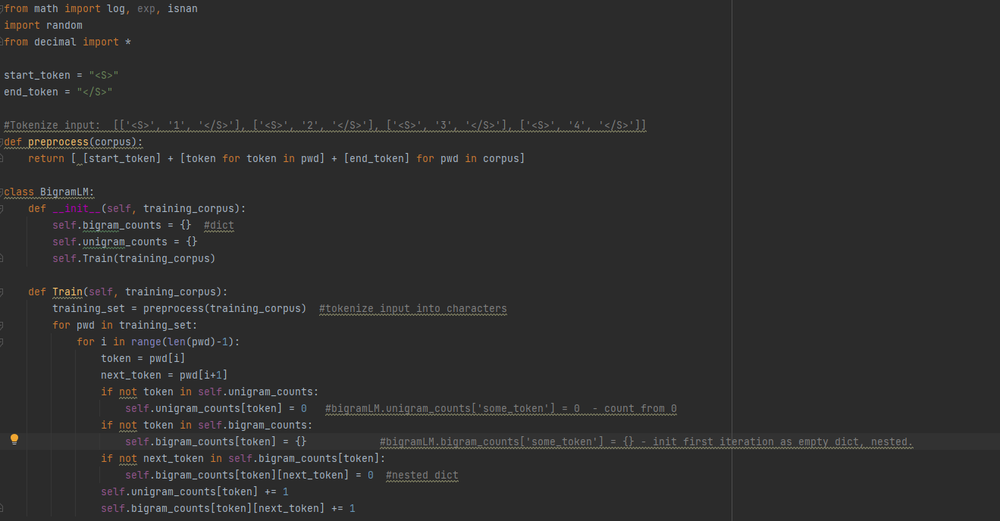 from math import log, exp, isnan
import random
from decimal import *
start_token = "<S>"
end_token = "</S>"
#Tokenize input:  [['<S>', '1', '</S>'], ['<S>', '2', '</S>'], ['<S>', '3', '</S>'], ['<S>', '4', '</S>']]
def preprocess(corpus):
    return [ [start_token] + [token for token in pwd] + [end_token] for pwd in corpus]
class BigramLM:
    def __init__(self, training_corpus):
        self.bigram_counts = {}  #dict
        self.unigram_counts = {}
        self.Train(training_corpus)
    def Train(self, training_corpus):
        training_set = preprocess(training_corpus)  #tokenize input into characters
        for pwd in training_set:
            for i in range(len(pwd)-1):
                token = pwd[i]
                next_token = pwd[i+1]
                if not token in self.unigram_counts:
                    self.unigram_counts[token] = 0   #bigramLM.unigram_counts['some_token'] = 0  - count from 0
                if not token in self.bigram_counts:
                    self.bigram_counts[token] = {}            #bigramLM.bigram_counts['some_token'] = {} - init first iteration as empty dict, nested.
                if not next_token in self.bigram_counts[token]:
                    self.bigram_counts[token][next_token] = 0  #nested dict
                self.unigram_counts[token] += 1
                self.bigram_counts[token][next_token] += 1